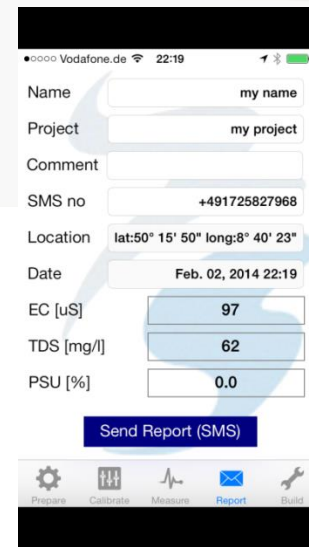 Vodafone.de 22:19
Name my name
Project my project
Comment
SMS no +491725827968
Location lat:50° 15' 50" long:8° 40' 23"
Date Feb. 02, 2014 22:19
EC [uS] 97
TDS [mg/l] 62
PSU [%] 0.0
Send Report (SMS)
Prepare Calibrate Measure Report Build